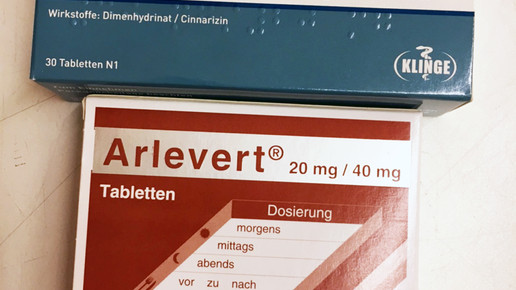 Wirkstoffe: Dimenhydrinat / Cinnarizin
30 Tabletten N1
KLINGE
Arlevert® 20 mg / 40 mg
Tabletten
Dosierung
morgens
mittags
abends
vor zu nach